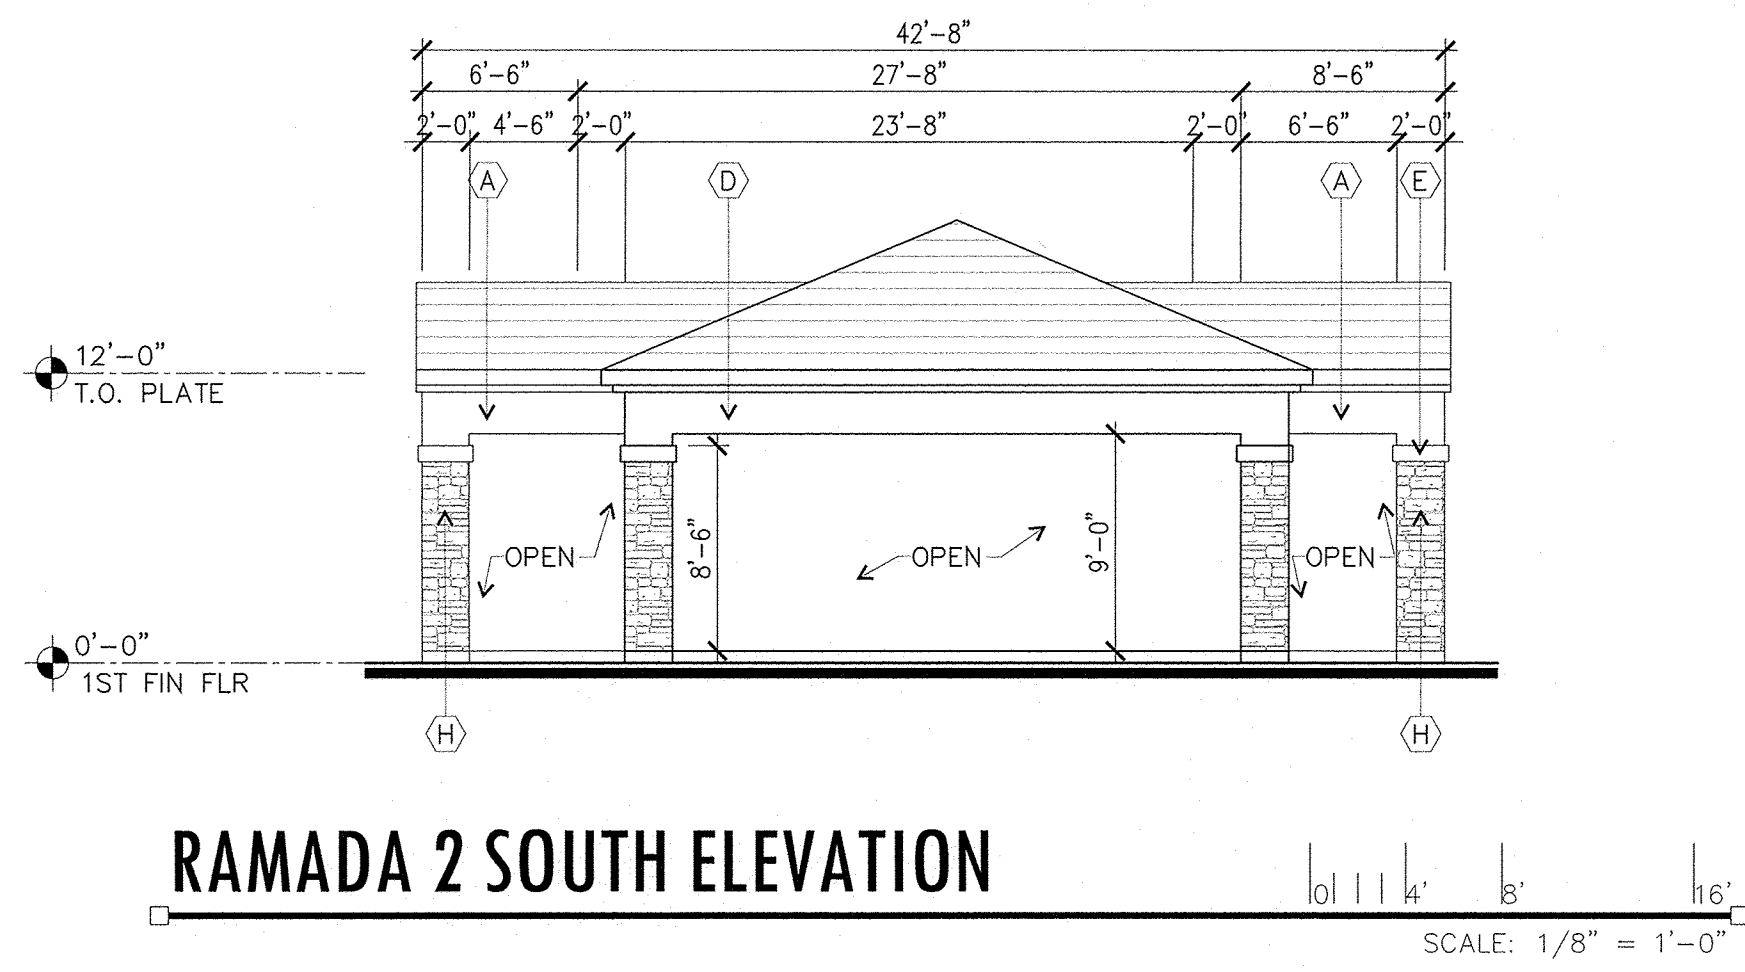 42'-8"
6'-6" 27'-8" 8'-6"
2'-0" 4'-6" 2'-0" 23'-8" 2'-0" 6'-6" 2'-0"
A D A E
12'-0"
T.O. PLATE
8'-6"
9'-0"
OPEN OPEN OPEN
0'-0"
1ST FIN FLR
H H
RAMADA 2 SOUTH ELEVATION
0 4' 8' 16'
SCALE: 1/8" = 1'-0"